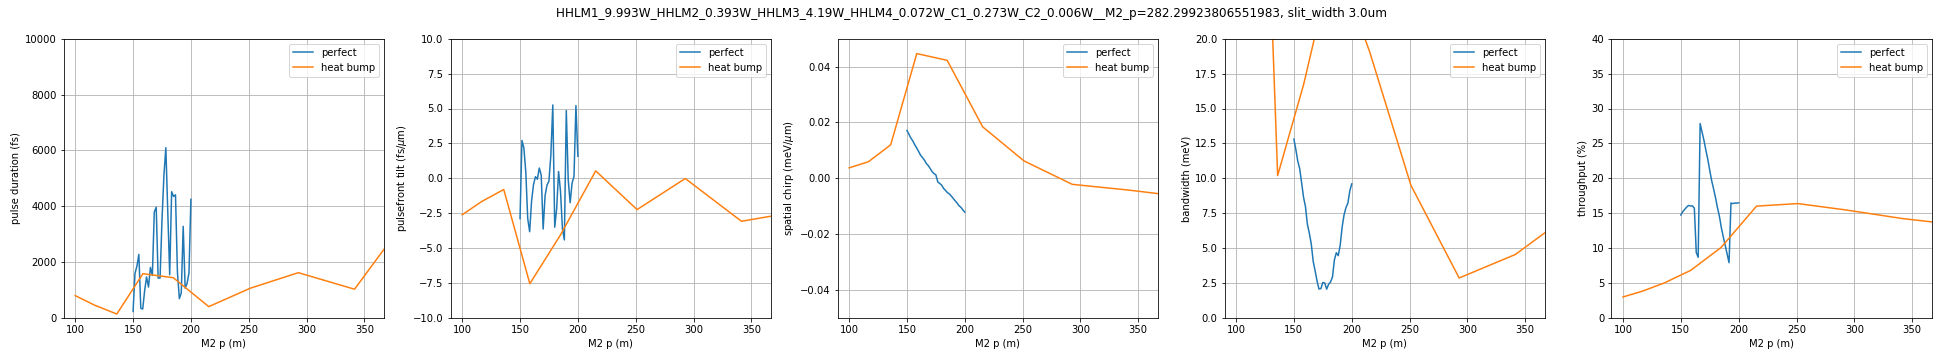 HHLM1_9.993W_HHLM2_0.393W_HHLM3_4.19W_HHLM4_0.072W_C1_0.273W_C2_0.006W__M2_p=282.29923806551983, slit_width 3.0um
pulse duration (fs)
10000
8000
6000
4000
2000
0
perfect
heat bump
100 150 200 250 300 350
M2 p (m)
pulsefront tilt (fs/μm)
10.0
7.5
5.0
2.5
0.0
−2.5
−5.0
−7.5
−10.0
perfect
heat bump
100 150 200 250 300 350
M2 p (m)
spatial chirp (meV/μm)
0.04
0.02
0.00
−0.02
−0.04
perfect
heat bump
100 150 200 250 300 350
M2 p (m)
bandwidth (meV)
20.0
17.5
15.0
12.5
10.0
7.5
5.0
2.5
0.0
perfect
heat bump
100 150 200 250 300 350
M2 p (m)
throughput (%)
40
35
30
25
20
15
10
5
0
perfect
heat bump
100 150 200 250 300 350
M2 p (m)